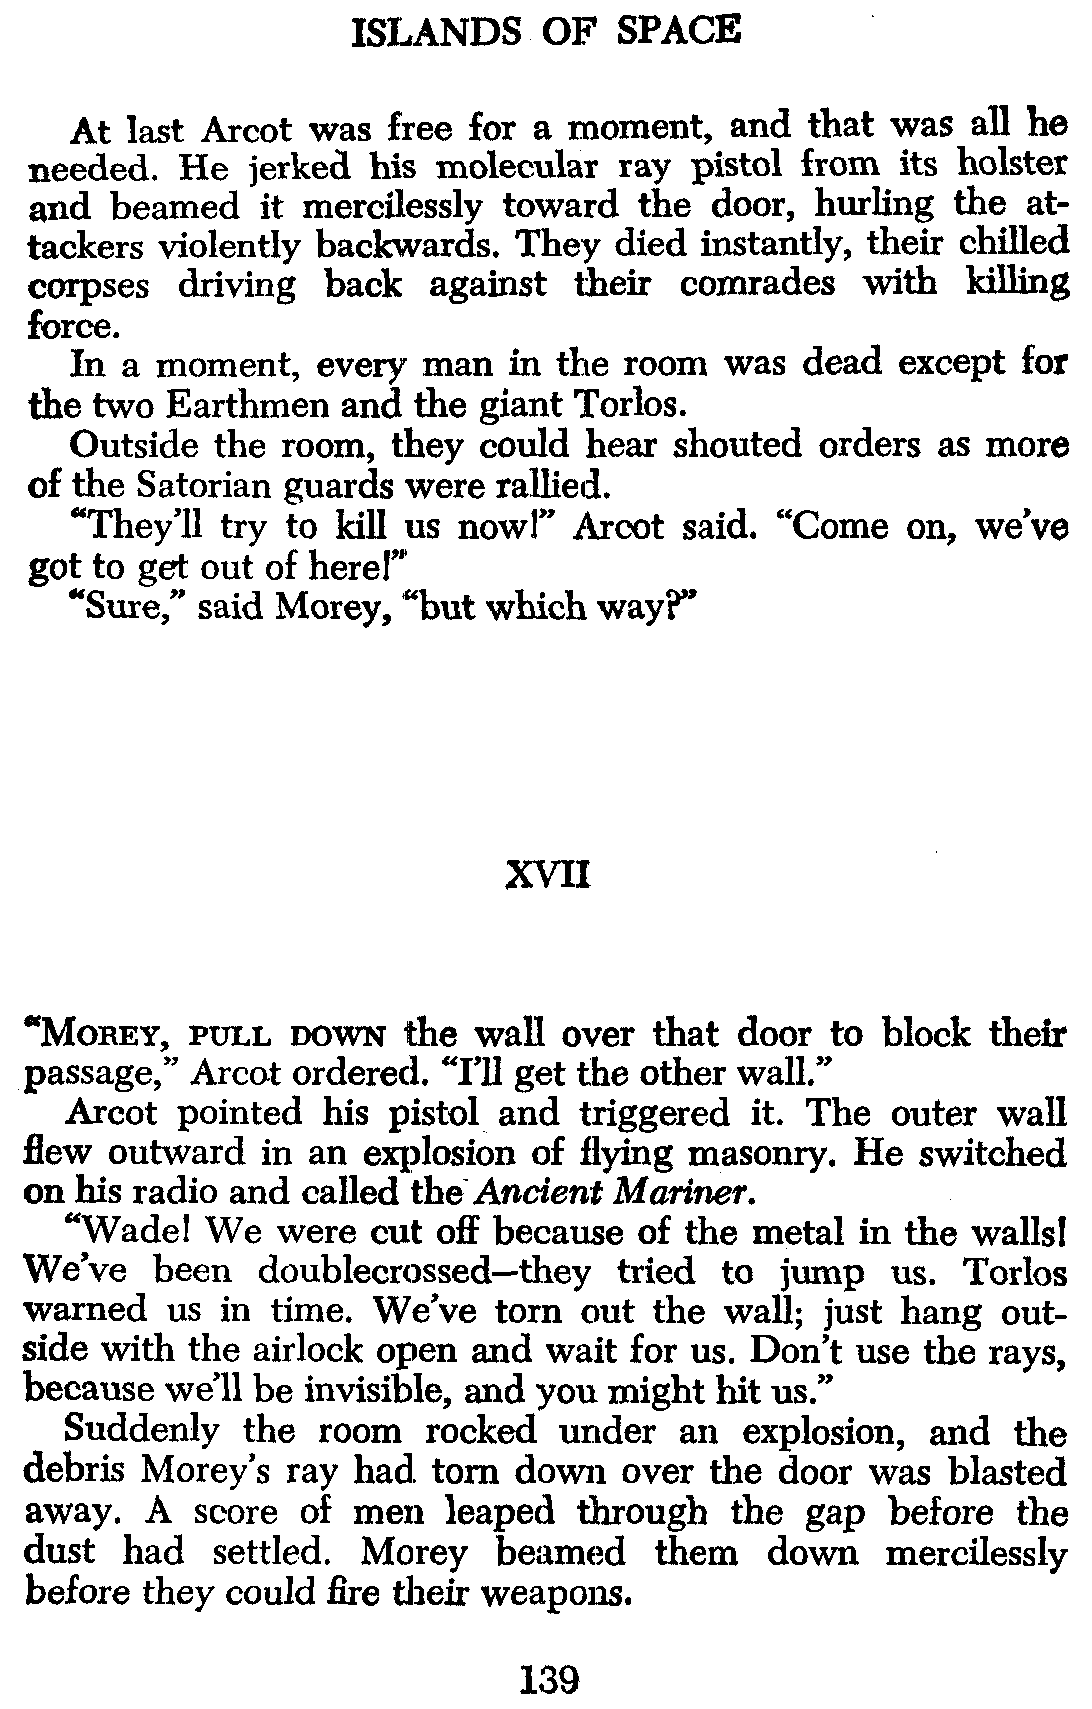 ISLANDS OF SPACE
At last Arcot was free for a moment, and that was all he
needed. He jerked his molecular ray pistol from its holster
and beamed it mercilessly toward the door, hurling the at-
tackers violently backwards. They died instantly, their chilled
corpses driving back against their comrades with killing
force.
In a moment, every man in the room was dead except for
the two Earthmen and the giant Torlos.
Outside the room, they could hear shouted orders as more
of the Satorian guards were rallied.
“They’ll try to kill us now!” Arcot said. “Come on, we’ve
got to get out of here!”
“Sure,” said Morey, “but which way?”
XVII
“MOREY, PULL DOWN the wall over that door to block their
passage,” Arcot ordered. “I’ll get the other wall.”
Arcot pointed his pistol and triggered it. The outer wall
flew outward in an explosion of flying masonry. He switched
on his radio and called the Ancient Mariner.
“Wade! We were cut off because of the metal in the walls!
We’ve been doublecrossed—they tried to jump us. Torlos
warned us in time. We’ve torn out the wall; just hang out-
side with the airlock open and wait for us. Don’t use the rays,
because we’ll be invisible, and you might hit us.”
Suddenly the room rocked under an explosion, and the
debris Morey’s ray had torn down over the door was blasted
away. A score of men leaped through the gap before the
dust had settled. Morey beamed them down mercilessly
before they could fire their weapons.
139